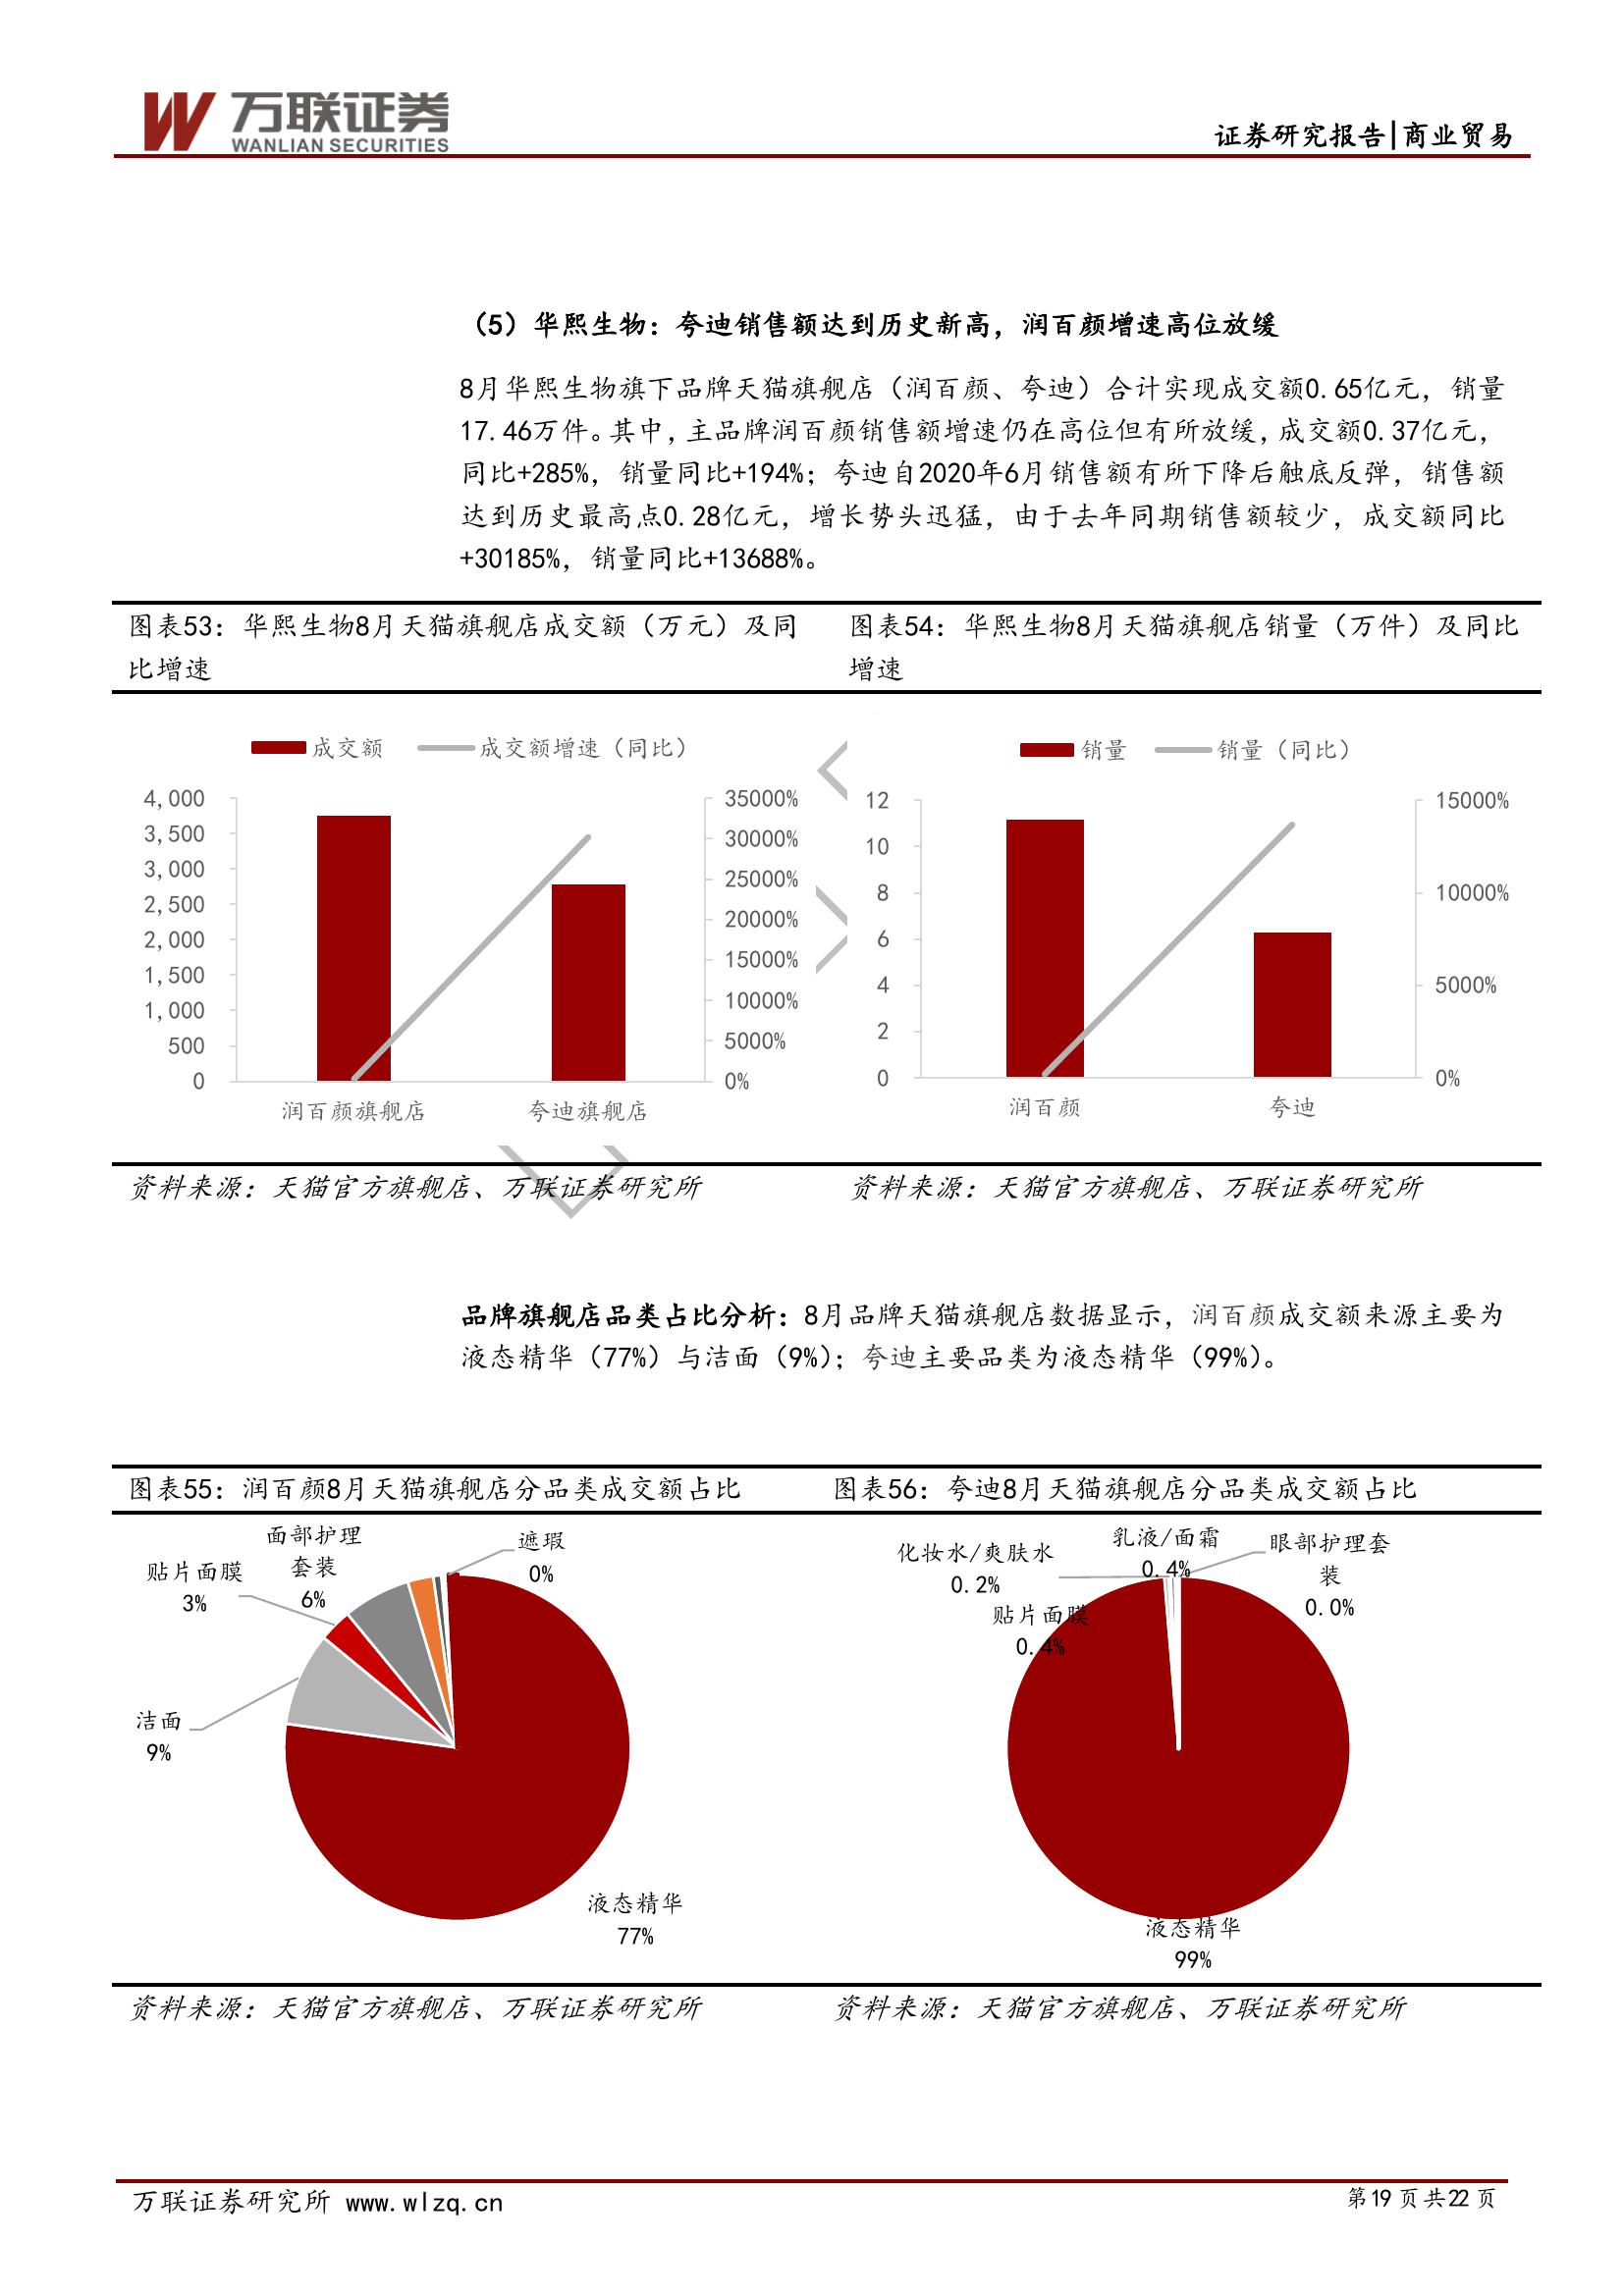 万联证券
WANLIAN SECURITIES
证券研究报告|商业贸易
（5）华熙生物：夸迪销售额达到历史新高，润百颜增速高位放缓
8月华熙生物旗下品牌天猫旗舰店（润百颜、夸迪）合计实现成交额0.65亿元，销量
17.46万件。其中，主品牌润百颜销售额增速仍在高位但有所放缓，成交额0.37亿元，
同比+285%，销量同比+194%；夸迪自2020年6月销售额有所下降后触底反弹，销售额
达到历史最高点0.28亿元，增长势头迅猛，由于去年同期销售额较少，成交额同比
+30185%，销量同比+13688%。
图表53：华熙生物8月天猫旗舰店成交额（万元）及同
比增速
成交额 成交额增速（同比）
4,000
3,500
3,000
2,500
2,000
1,500
1,000
500
0
35000%
30000%
25000%
20000%
15000%
10000%
5000%
0%
润百颜旗舰店 夸迪旗舰店
资料来源：天猫官方旗舰店、万联证券研究所
图表54：华熙生物8月天猫旗舰店销量（万件）及同比
增速
销量 销量（同比）
12
10
8
6
4
2
0
15000%
10000%
5000%
0%
润百颜 夸迪
资料来源：天猫官方旗舰店、万联证券研究所
品牌旗舰店品类占比分析：8月品牌天猫旗舰店数据显示，润百颜成交额来源主要为
液态精华（77%）与洁面（9%）；夸迪主要品类为液态精华（99%）。
图表55：润百颜8月天猫旗舰店分品类成交额占比
面部护理
套装
6%
遮瑕
0%
贴片面膜
3%
洁面
9%
液态精华
77%
资料来源：天猫官方旗舰店、万联证券研究所
图表56：夸迪8月天猫旗舰店分品类成交额占比
化妆水/爽肤水
0.2%
乳液/面霜
0.4%
眼部护理套
装
0.0%
贴片面膜
0.4%
液态精华
99%
资料来源：天猫官方旗舰店、万联证券研究所
万联证券研究所 www.wlzq.cn
第19页共22页